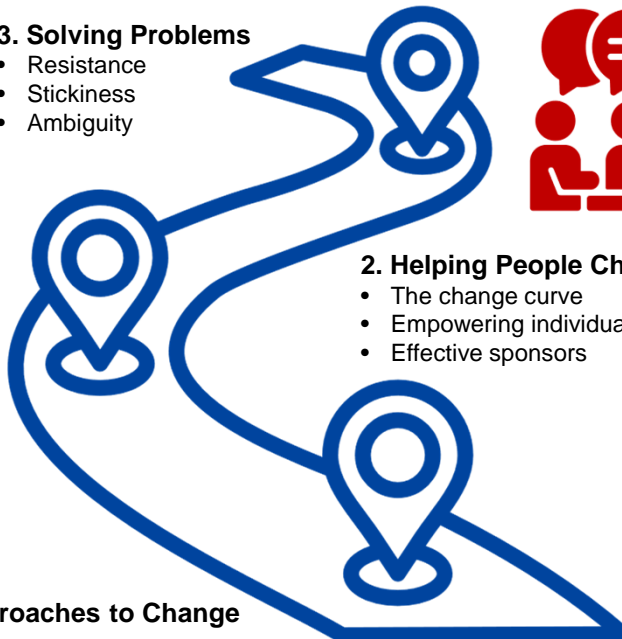 3. Solving Problems
• Resistance
• Stickiness
• Ambiguity
2. Helping People Ch
• The change curve
• Empowering individua
• Effective sponsors
roaches to Change